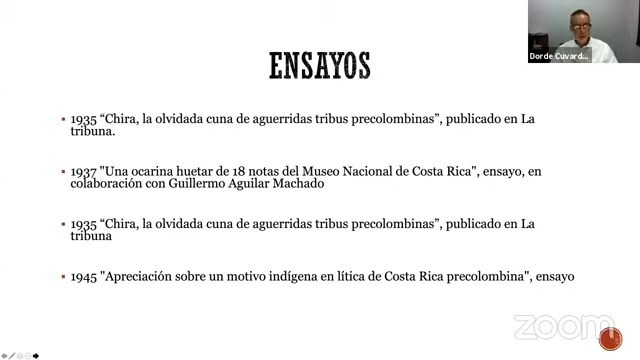 Dorde Cuvard...
ENSAYOS
1935 “Chira, la olvidada cuna de aguerridas tribus precolombinas”, publicado en La
tribuna.
1937 "Una ocarina huetar de 18 notas del Museo Nacional de Costa Rica", ensayo, en
colaboración con Guillermo Aguilar Machado
1935 “Chira, la olvidada cuna de aguerridas tribus precolombinas”, publicado en La
tribuna
1945 "Apreciación sobre un motivo indígena en lítica de Costa Rica precolombina", ensayo
zoom